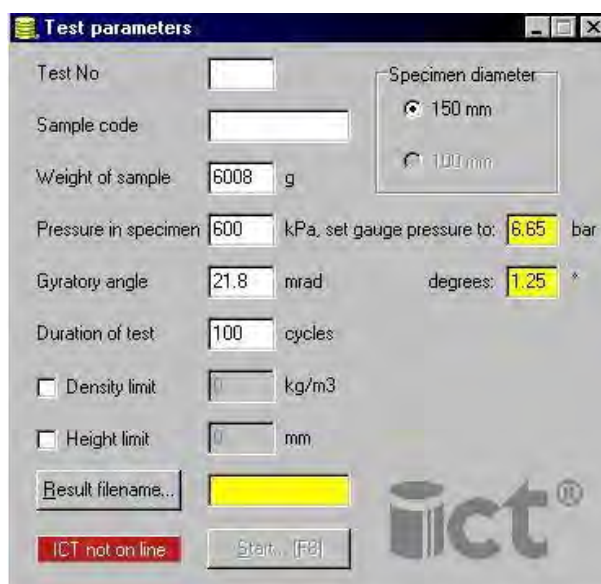 Test parameters
Test No
Specimen diameter
150 mm
Sample code
100 mm
Weight of sample 6008 g
Pressure in specimen 600 kPa, set gauge pressure to: 6.65 bar
Gyratory angle 21.8 mrad degrees: 1.25 °
Duration of test 100 cycles
Density limit 0 kg/m3
Height limit 0 mm
Result filename...
ict®
ICT not on line Start... (F8)